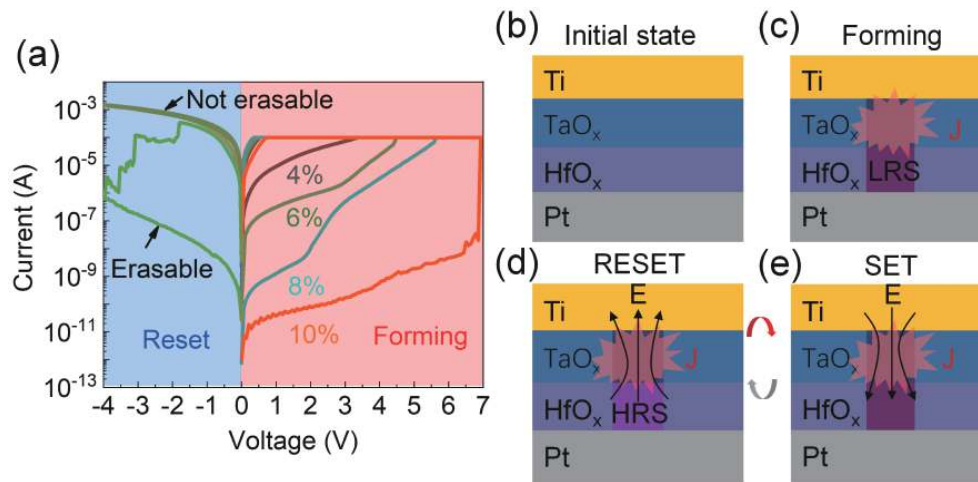 (a)
Current (A)
10⁻³
10⁻⁵
10⁻⁷
10⁻⁹
10⁻¹¹
10⁻¹³
Not erasable
Erasable
4%
6%
8%
10%
Reset
Forming
-4 -3 -2 -1 0 1 2 3 4 5 6 7
Voltage (V)
(b)
Initial state
Ti
TaOₓ
HfOₓ
Pt
(c)
Forming
Ti
TaOₓ
J
HfOₓ
LRS
Pt
(d)
RESET
E
Ti
TaOₓ
J
HfOₓ
HRS
Pt
(e)
SET
E
Ti
TaOₓ
J
HfOₓ
Pt